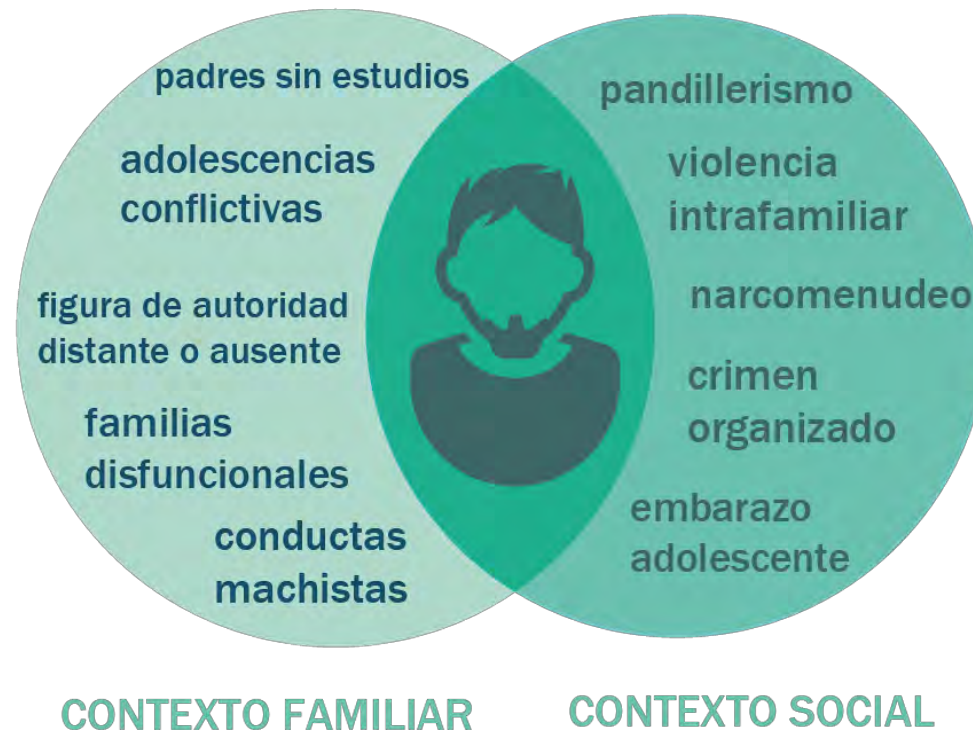 padres sin estudios
adolescencias
conflictivas
figura de autoridad
distante o ausente
familias
disfuncionales
conductas
machistas
pandillerismo
violencia
intrafamiliar
narcomenudeo
crimen
organizado
embarazo
adolescente
CONTEXTO FAMILIAR
CONTEXTO SOCIAL